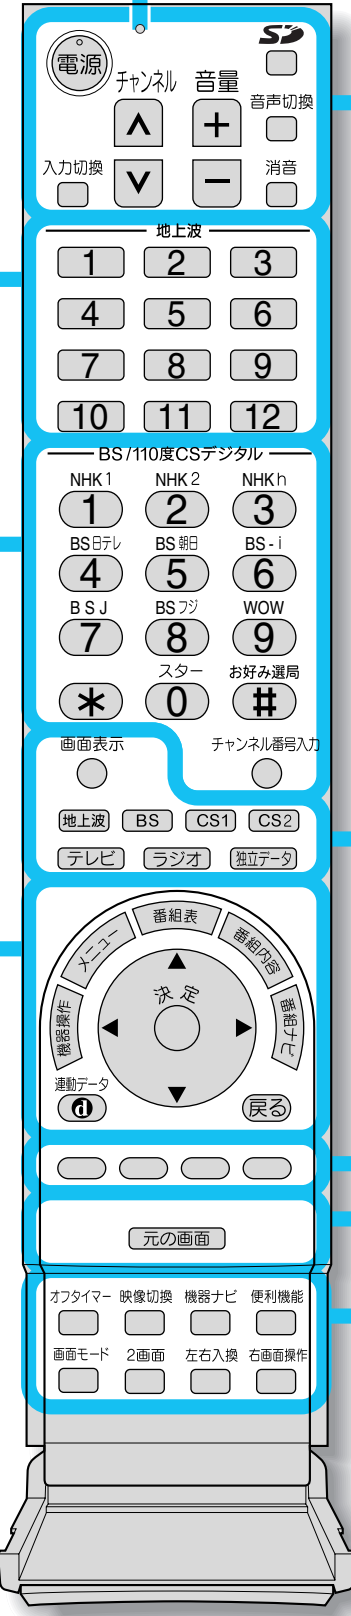 SD
電源
チャンネル 音量
音声切換
∧ +
入力切換 消音
∨ −
地上波
1 2 3
4 5 6
7 8 9
10 11 12
BS/110度CSデジタル
NHK1 NHK2 NHKh
1 2 3
BS日テレ BS朝日 BS-i
4 5 6
BSJ BSフジ WOW
7 8 9
スター お好み選局
* 0 #
画面表示 チャンネル番号入力
地上波 BS CS1 CS2
テレビ ラジオ 独立データ
番組表
メニュー 番組内容
機器操作 番組ナビ
決定
連動データ
d 戻る
元の画面
オフタイマー 映像切換 機器ナビ 便利機能
画面モード 2画面 左右入換 右画面操作